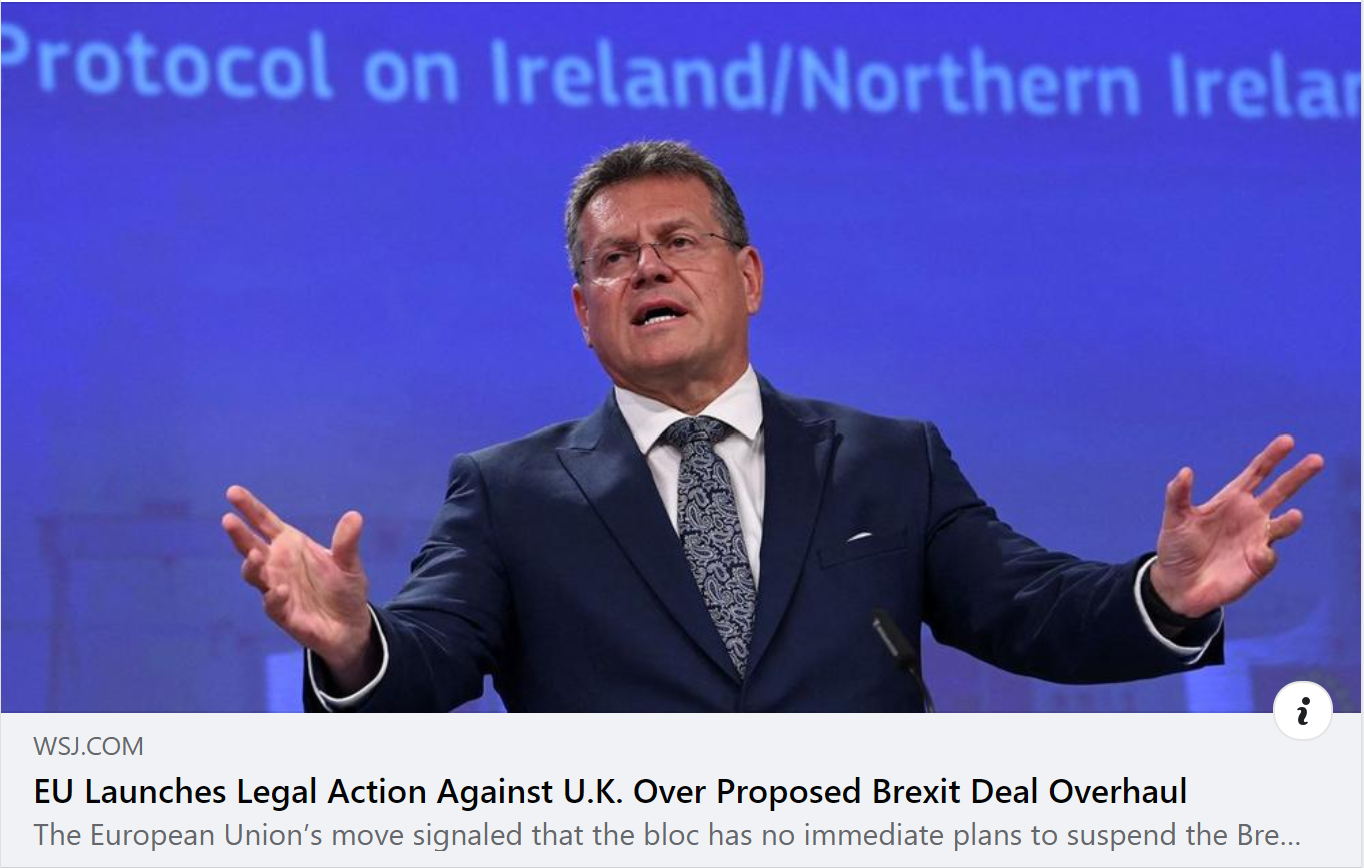 Protocol on Ireland/Northern Irelan
WSJ.COM
EU Launches Legal Action Against U.K. Over Proposed Brexit Deal Overhaul
The European Union’s move signaled that the bloc has no immediate plans to suspend the Bre...